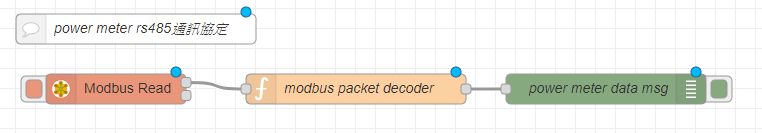 power meter rs485通訊協定
Modbus Read
modbus packet decoder
power meter data msg